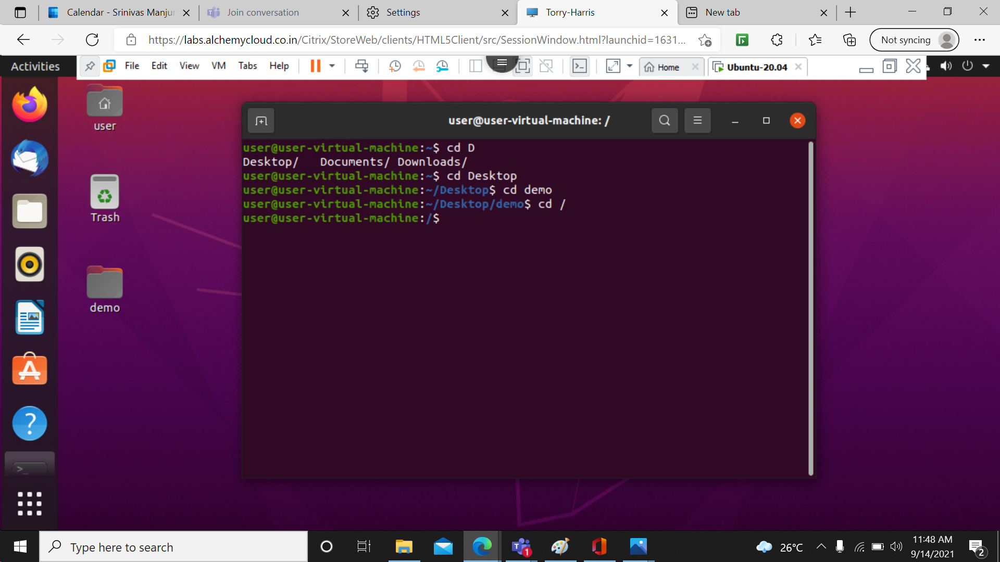 Calendar - Srinivas Manjur
Join conversation
Settings
Torry-Harris
New tab
https://labs.alchemycloud.co.in/Citrix/StoreWeb/clients/HTML5Client/src/SessionWindow.html?launchid=1631...
Not syncing
Activities
File Edit View VM Tabs Help
Home
Ubuntu-20.04
user
Trash
demo
user@user-virtual-machine: /
user@user-virtual-machine:~$ cd D
Desktop/   Documents/ Downloads/
user@user-virtual-machine:~$ cd Desktop
user@user-virtual-machine:~/Desktop$ cd demo
user@user-virtual-machine:~/Desktop/demo$ cd /
user@user-virtual-machine:/$
Type here to search
1
26°C
11:48 AM
9/14/2021
2